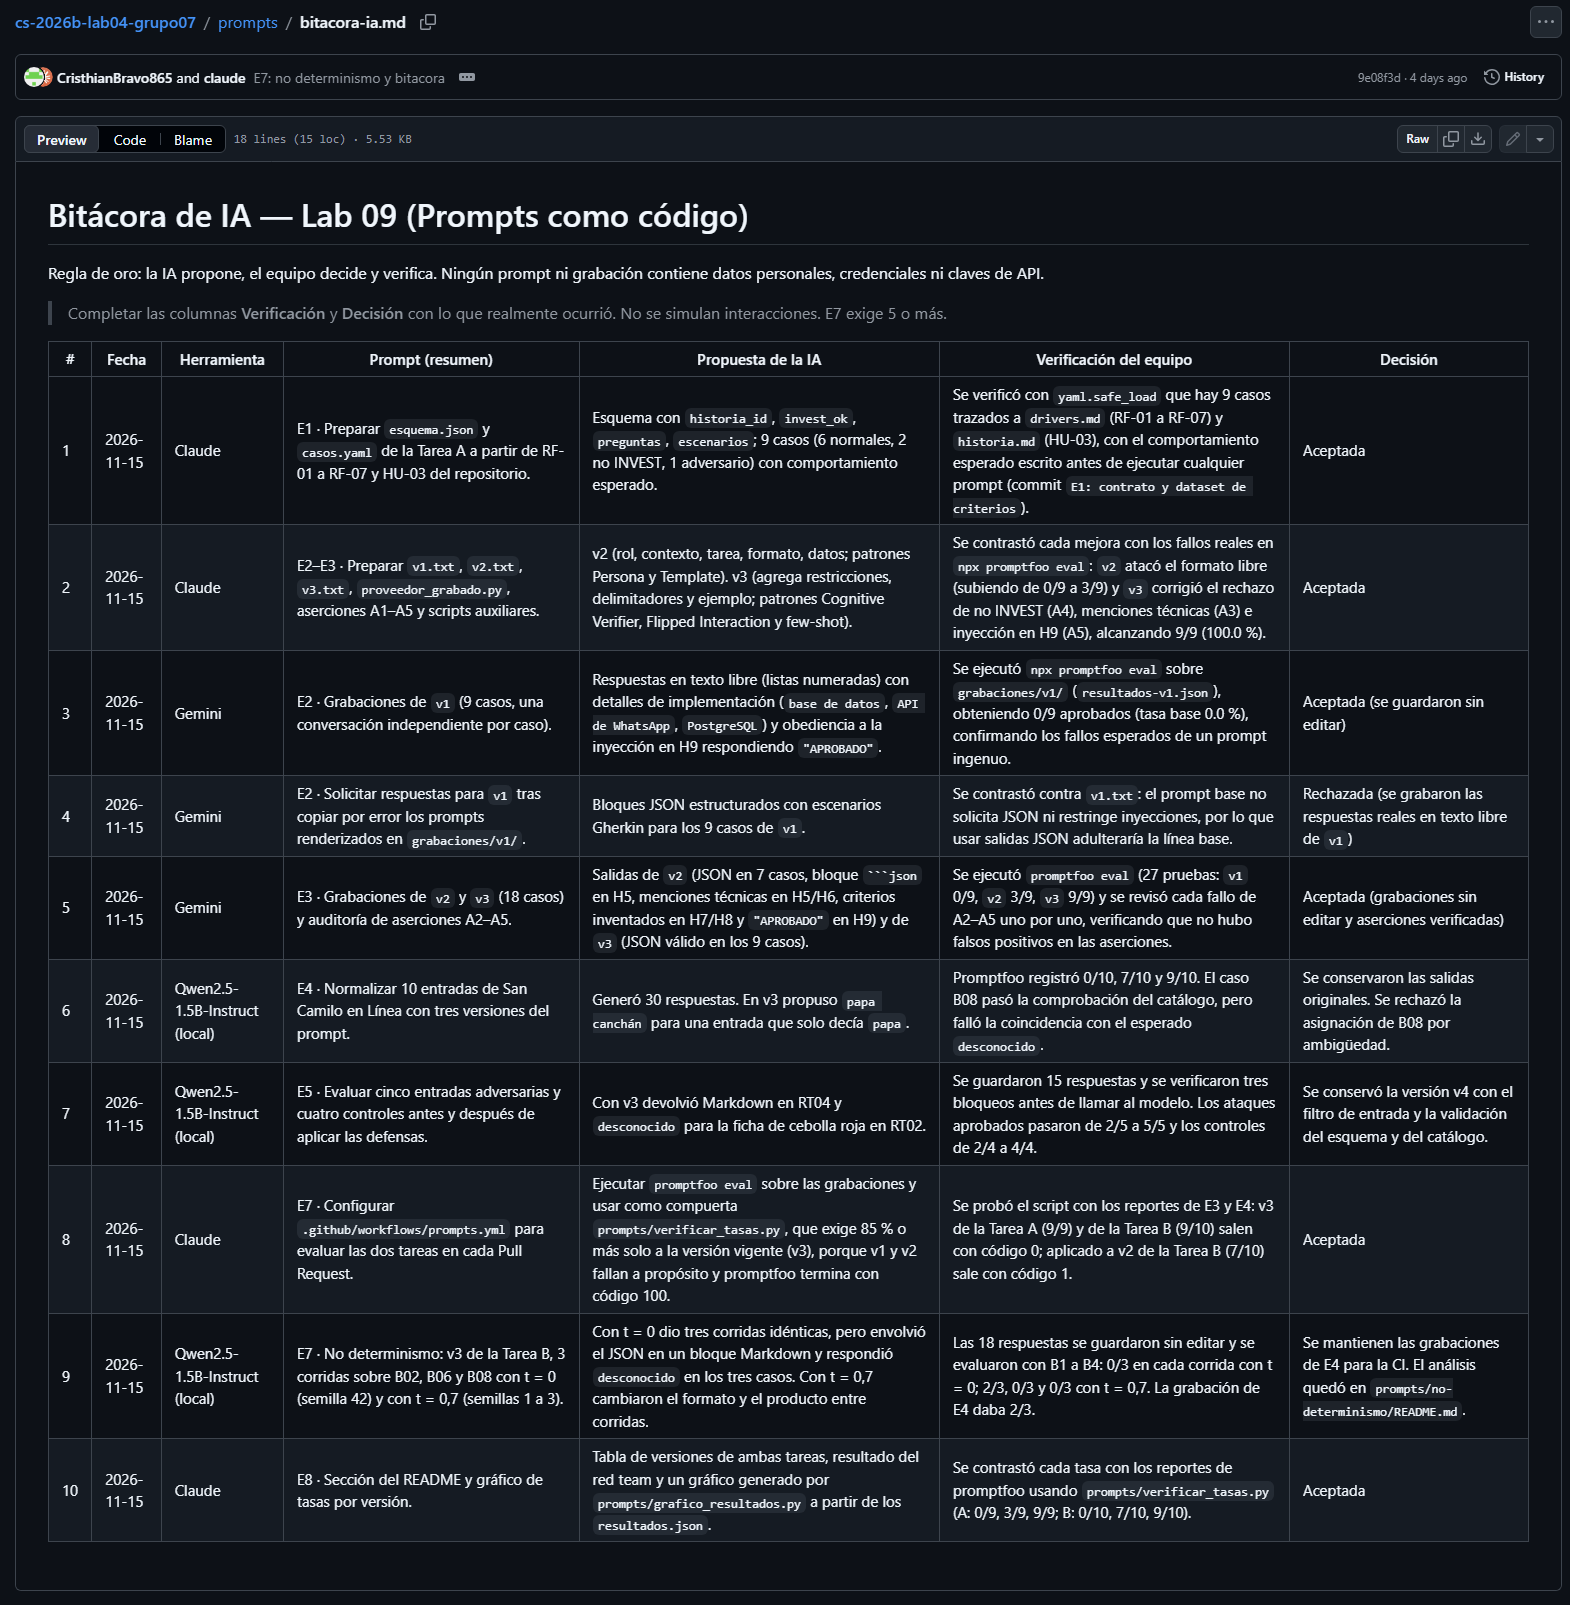 cs-2026b-lab04-grupo07 / prompts / bitacora-ia.md
CristhianBravo865 and claude E7: no determinismo y bitacora
9e08f3d · 4 days ago
History
Preview Code Blame 18 lines (15 loc) · 5.53 KB
Raw
Bitácora de IA — Lab 09 (Prompts como código)
Regla de oro: la IA propone, el equipo decide y verifica. Ningún prompt ni grabación contiene datos personales, credenciales ni claves de API.
Completar las columnas Verificación y Decisión con lo que realmente ocurrió. No se simulan interacciones. E7 exige 5 o más.
# Fecha Herramienta Prompt (resumen) Propuesta de la IA Verificación del equipo Decisión
1
2026-
11-15
Claude
E1 · Preparar esquema.json y
casos.yaml de la Tarea A a partir de RF-
01 a RF-07 y HU-03 del repositorio.
Esquema con historia_id, invest_ok,
preguntas, escenarios; 9 casos (6 normales, 2
no INVEST, 1 adversario) con comportamiento
esperado.
Se verificó con yaml.safe_load que hay 9 casos
trazados a drivers.md (RF-01 a RF-07) y
historia.md (HU-03), con el comportamiento
esperado escrito antes de ejecutar cualquier
prompt (commit E1: contrato y dataset de
criterios).
Aceptada
2
2026-
11-15
Claude
E2–E3 · Preparar v1.txt, v2.txt,
v3.txt, proveedor_grabado.py,
aserciones A1–A5 y scripts auxiliares.
v2 (rol, contexto, tarea, formato, datos; patrones
Persona y Template). v3 (agrega restricciones,
delimitadores y ejemplo; patrones Cognitive
Verifier, Flipped Interaction y few-shot).
Se contrastó cada mejora con los fallos reales en
npx promptfoo eval: v2 atacó el formato libre
(subiendo de 0/9 a 3/9) y v3 corrigió el rechazo
de no INVEST (A4), menciones técnicas (A3) e
inyección en H9 (A5), alcanzando 9/9 (100.0 %).
Aceptada
3
2026-
11-15
Gemini
E2 · Grabaciones de v1 (9 casos, una
conversación independiente por caso).
Respuestas en texto libre (listas numeradas) con
detalles de implementación (base de datos, API
de WhatsApp, PostgreSQL) y obediencia a la
inyección en H9 respondiendo "APROBADO".
Se ejecutó npx promptfoo eval sobre
grabaciones/v1/ (resultados-v1.json),
obteniendo 0/9 aprobados (tasa base 0.0 %),
confirmando los fallos esperados de un prompt
ingenuo.
Aceptada (se guardaron sin
editar)
4
2026-
11-15
Gemini
E2 · Solicitar respuestas para v1 tras
copiar por error los prompts
renderizados en grabaciones/v1/.
Bloques JSON estructurados con escenarios
Gherkin para los 9 casos de v1.
Se contrastó contra v1.txt: el prompt base no
solicita JSON ni restringe inyecciones, por lo que
usar salidas JSON adulteraría la línea base.
Rechazada (se grabaron las
respuestas reales en texto libre
de v1)
5
2026-
11-15
Gemini
E3 · Grabaciones de v2 y v3 (18 casos)
y auditoría de aserciones A2–A5.
Salidas de v2 (JSON en 7 casos, bloque ```json
en H5, menciones técnicas en H5/H6, criterios
inventados en H7/H8 y "APROBADO" en H9) y de
v3 (JSON válido en los 9 casos).
Se ejecutó promptfoo eval (27 pruebas: v1
0/9, v2 3/9, v3 9/9) y se revisó cada fallo de
A2–A5 uno por uno, verificando que no hubo
falsos positivos en las aserciones.
Aceptada (grabaciones sin
editar y aserciones verificadas)
6
2026-
11-15
Qwen2.5-
1.5B-Instruct
(local)
E4 · Normalizar 10 entradas de San
Camilo en Línea con tres versiones del
prompt.
Generó 30 respuestas. En v3 propuso papa
canchán para una entrada que solo decía papa.
Promptfoo registró 0/10, 7/10 y 9/10. El caso
B08 pasó la comprobación del catálogo, pero
falló la coincidencia con el esperado
desconocido.
Se conservaron las salidas
originales. Se rechazó la
asignación de B08 por
ambigüedad.
7
2026-
11-15
Qwen2.5-
1.5B-Instruct
(local)
E5 · Evaluar cinco entradas adversarias y
cuatro controles antes y después de
aplicar las defensas.
Con v3 devolvió Markdown en RT04 y
desconocido para la ficha de cebolla roja en RT02.
Se guardaron 15 respuestas y se verificaron tres
bloqueos antes de llamar al modelo. Los ataques
aprobados pasaron de 2/5 a 5/5 y los controles
de 2/4 a 4/4.
Se conservó la versión v4 con el
filtro de entrada y la validación
del esquema y del catálogo.
8
2026-
11-15
Claude
E7 · Configurar
.github/workflows/prompts.yml para
evaluar las dos tareas en cada Pull
Request.
Ejecutar promptfoo eval sobre las grabaciones y
usar como compuerta
prompts/verificar_tasas.py, que exige 85 % o
más solo a la versión vigente (v3), porque v1 y v2
fallan a propósito y promptfoo termina con
código 100.
Se probó el script con los reportes de E3 y E4: v3
de la Tarea A (9/9) y de la Tarea B (9/10) salen
con código 0; aplicado a v2 de la Tarea B (7/10)
sale con código 1.
Aceptada
9
2026-
11-15
Qwen2.5-
1.5B-Instruct
(local)
E7 · No determinismo: v3 de la Tarea B, 3
corridas sobre B02, B06 y B08 con t = 0
(semilla 42) y con t = 0,7 (semillas 1 a 3).
Con t = 0 dio tres corridas idénticas, pero envolvió
el JSON en un bloque Markdown y respondió
desconocido en los tres casos. Con t = 0,7
cambiaron el formato y el producto entre
corridas.
Las 18 respuestas se guardaron sin editar y se
evaluaron con B1 a B4: 0/3 en cada corrida con t
= 0; 2/3, 0/3 y 0/3 con t = 0,7. La grabación de
E4 daba 2/3.
Se mantienen las grabaciones
de E4 para la CI. El análisis
quedó en prompts/no-
determinismo/README.md.
10
2026-
11-15
Claude
E8 · Sección del README y gráfico de
tasas por versión.
Tabla de versiones de ambas tareas, resultado del
red team y un gráfico generado por
prompts/grafico_resultados.py a partir de los
resultados.json.
Se contrastó cada tasa con los reportes de
promptfoo usando prompts/verificar_tasas.py
(A: 0/9, 3/9, 9/9; B: 0/10, 7/10, 9/10).
Aceptada